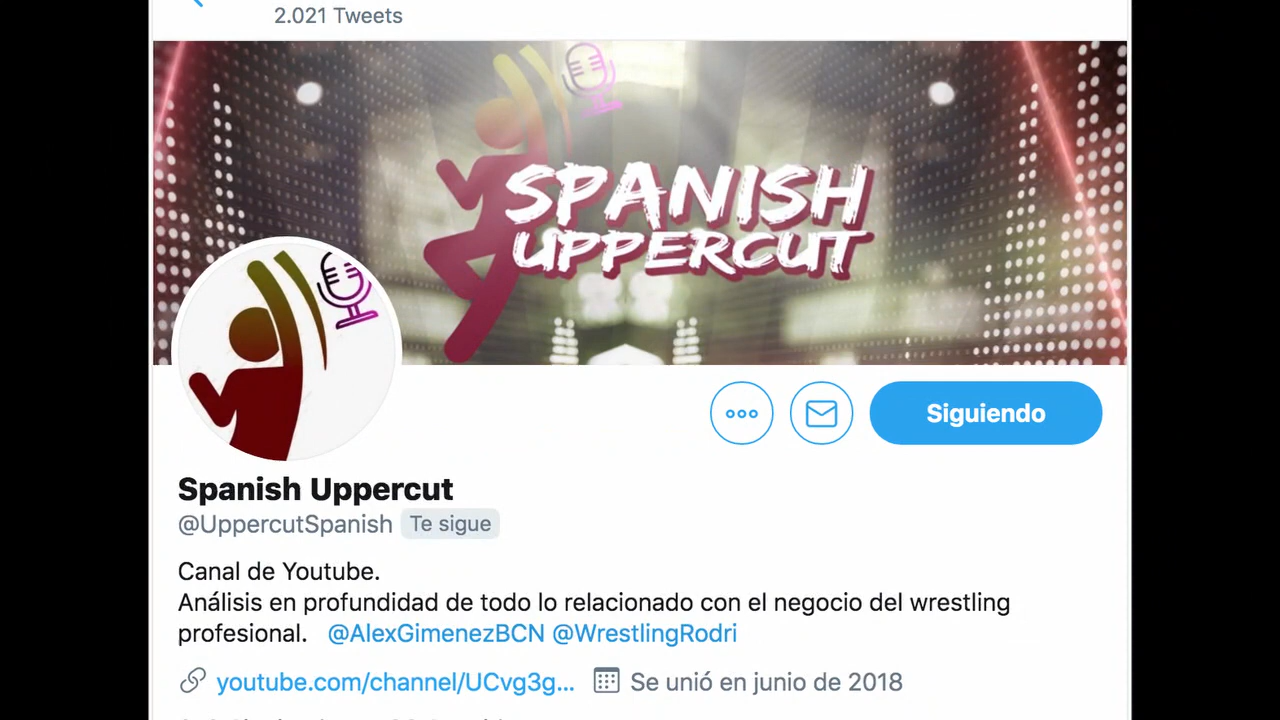 2.021 Tweets
SPANISH
UPPERCUT
Siguiendo
Spanish Uppercut
@UppercutSpanish Te sigue
Canal de Youtube.
Análisis en profundidad de todo lo relacionado con el negocio del wrestling
profesional. @AlexGimenezBCN @WrestlingRodri
youtube.com/channel/UCvg3g... Se unió en junio de 2018